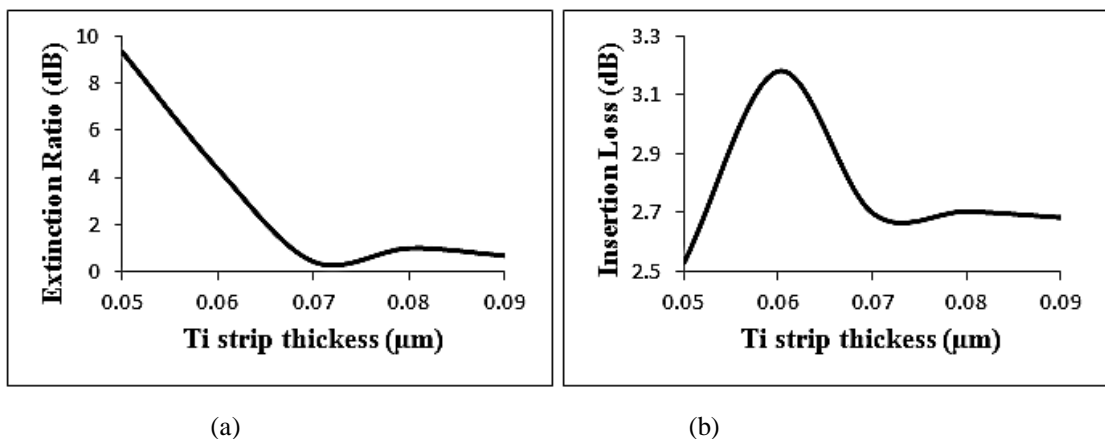 Extinction Ratio (dB)
10
8
6
4
2
0
0.05 0.06 0.07 0.08 0.09
Ti strip thickess (µm)
(a)
Insertion Loss (dB)
3.3
3.1
2.9
2.7
2.5
0.05 0.06 0.07 0.08 0.09
Ti strip thickess (µm)
(b)